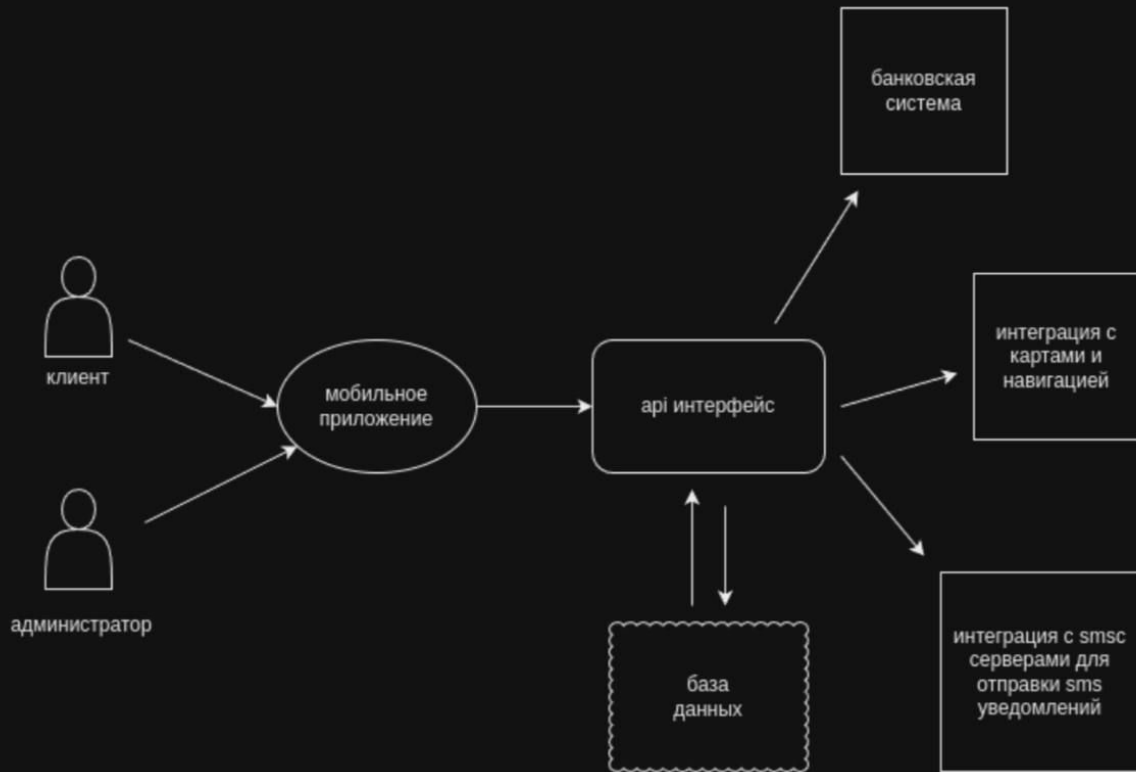 банковская
система
клиент
мобильное
приложение
api интерфейс
интеграция с
картами и
навигацией
администратор
база
данных
интеграция с smsc
серверами для
отправки sms
уведомлений